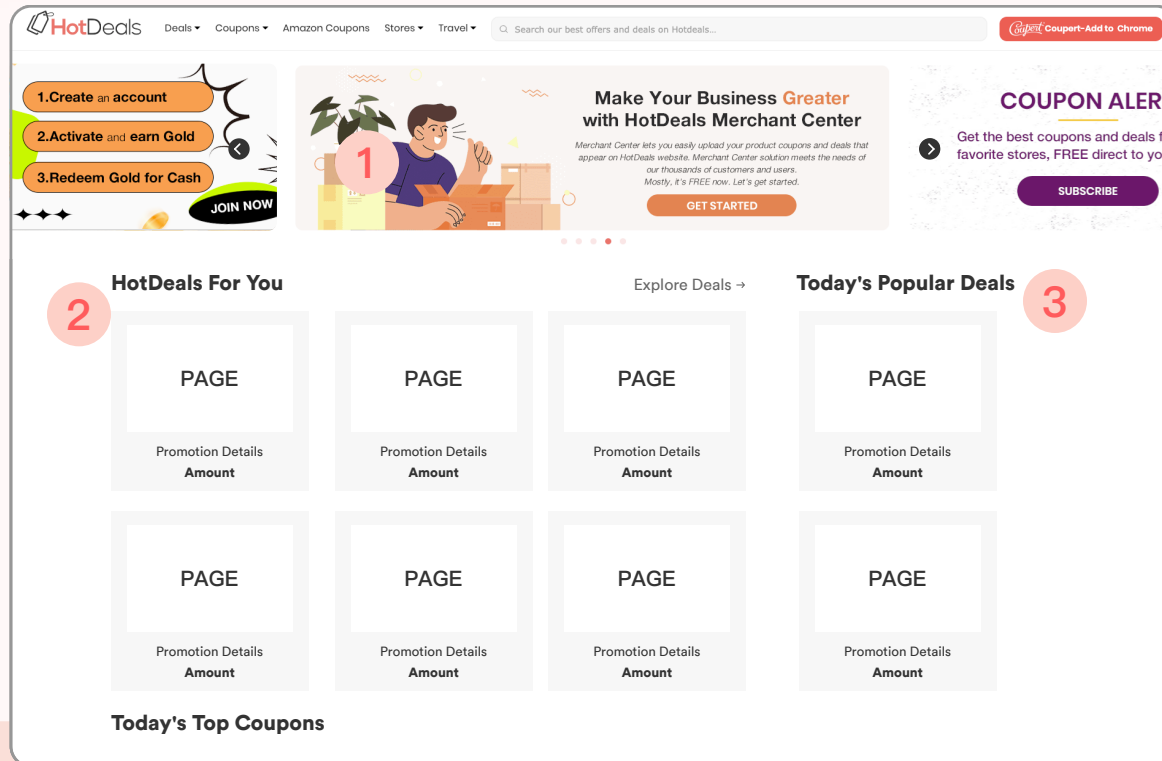 HotDeals
Deals
Coupons
Amazon Coupons
Stores
Travel
Search our best offers and deals on Hotdeals...
Coupert Coupert-Add to Chrome
1.Create an account
2.Activate and earn Gold
3.Redeem Gold for Cash
JOIN NOW
1
Make Your Business Greater
with HotDeals Merchant Center
Merchant Center lets you easily upload your product coupons and deals that
appear on HotDeals website. Merchant Center solution meets the needs of
our thousands of customers and users.
Mostly, it's FREE now. Let's get started.
GET STARTED
COUPON ALER
Get the best coupons and deals f
favorite stores, FREE direct to yo
SUBSCRIBE
2
HotDeals For You
Explore Deals →
Today's Popular Deals
3
PAGE
Promotion Details
Amount
PAGE
Promotion Details
Amount
PAGE
Promotion Details
Amount
PAGE
Promotion Details
Amount
PAGE
Promotion Details
Amount
PAGE
Promotion Details
Amount
PAGE
Promotion Details
Amount
PAGE
Promotion Details
Amount
Today's Top Coupons